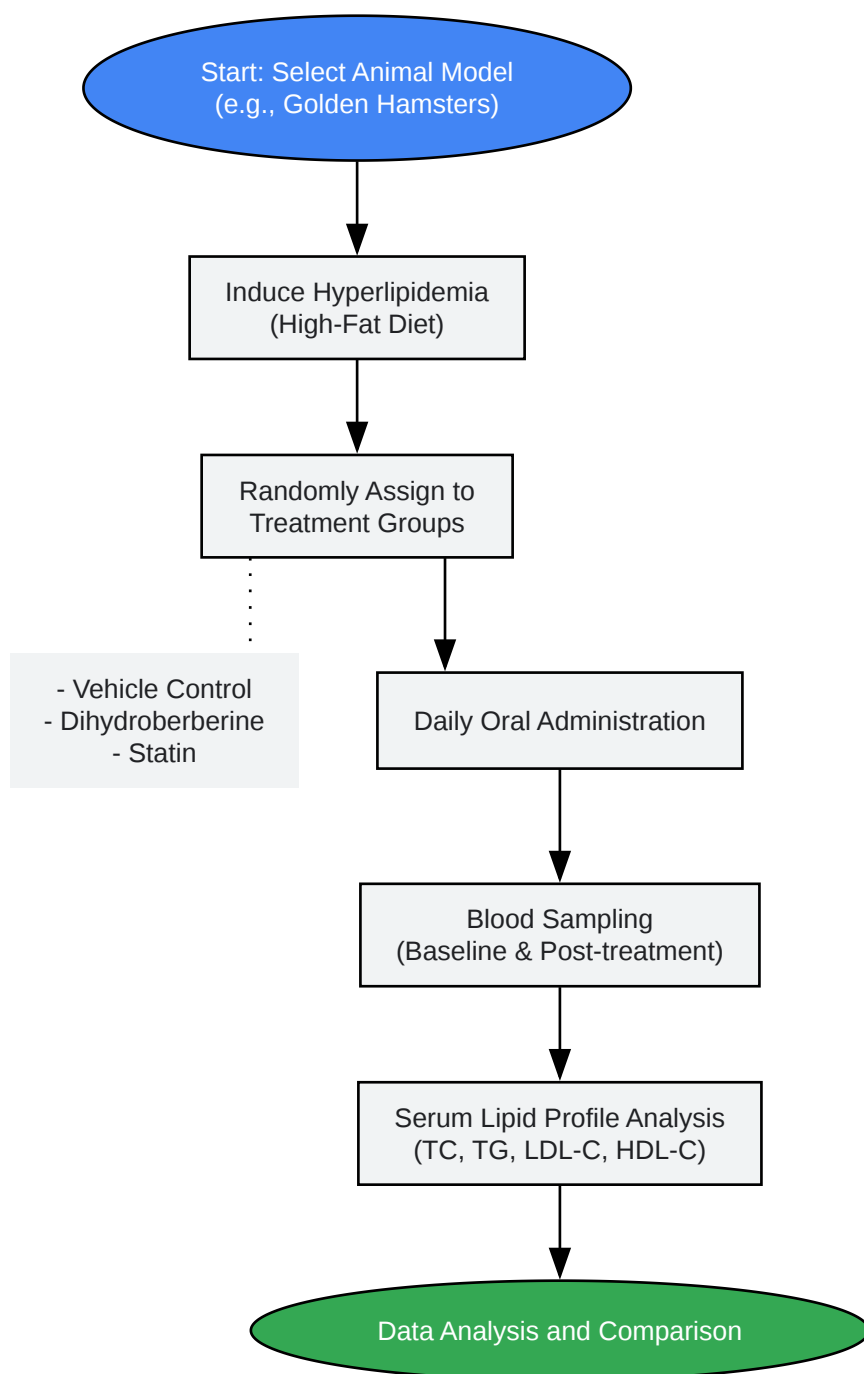 Start: Select Animal Model
(e.g., Golden Hamsters)
Induce Hyperlipidemia
(High-Fat Diet)
Randomly Assign to
Treatment Groups
- Vehicle Control
- Dihydroberberine
- Statin
Daily Oral Administration
Blood Sampling
(Baseline & Post-treatment)
Serum Lipid Profile Analysis
(TC, TG, LDL-C, HDL-C)
Data Analysis and Comparison